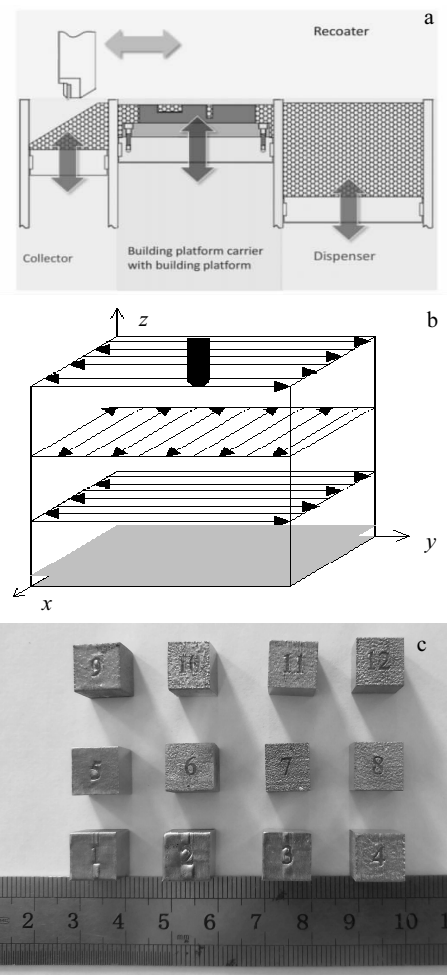 a
Recoater
Collector
Building platform carrier
with building platform
Dispenser
z
b
y
x
c
9 10 11 12
5 6 7 8
1 2 3 4
2 3 4 5 6 7 8 9 10